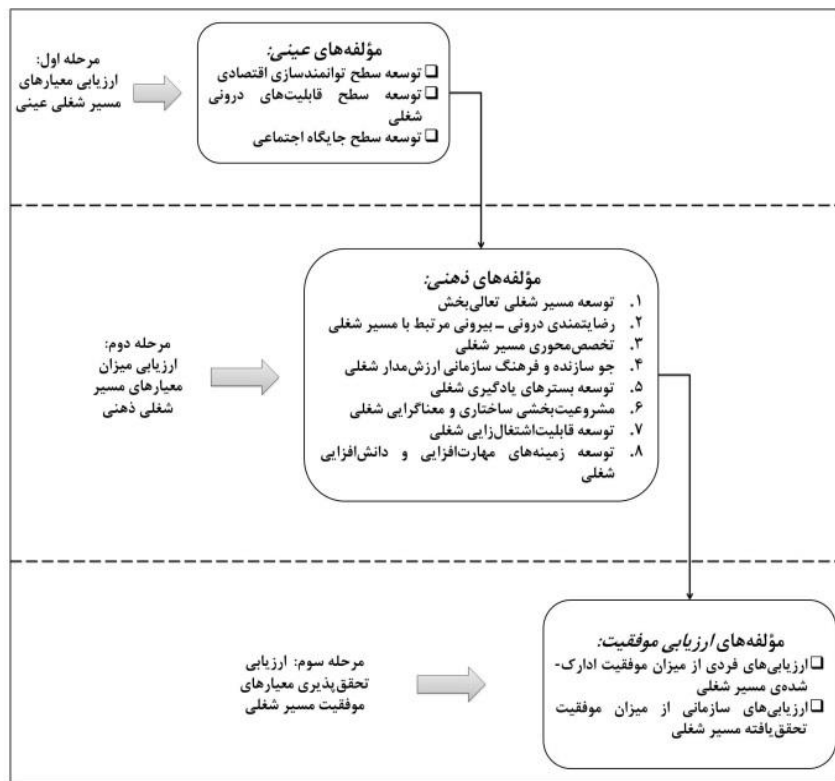 مرحله اول:
ارزیابی معیارهای
مسیر شغلی عینی
مؤلفه‌های عینی:
توسعه سطح توانمندسازی اقتصادی
توسعه سطح قابلیت‌های درونی
شغلی
توسعه سطح جایگاه اجتماعی
مرحله دوم:
ارزیابی میزان
معیارهای مسیر
شغلی ذهنی
مؤلفه‌های ذهنی:
۱. توسعه مسیر شغلی تعالی‌بخش
۲. رضایتمندی درونی – بیرونی مرتبط با مسیر شغلی
۳. تخصص‌محوری مسیر شغلی
۴. جو سازنده و فرهنگ سازمانی ارزش‌مدار شغلی
۵. توسعه بسترهای یادگیری شغلی
۶. مشروعیت‌بخشی ساختاری و معناگرایی شغلی
۷. توسعه قابلیت‌اشتغال‌زایی شغلی
۸. توسعه زمینه‌های مهارت‌افزایی و دانش‌افزایی
شغلی
مرحله سوم: ارزیابی
تحقق‌پذیری معیارهای
موفقیت مسیر شغلی
مؤلفه‌های ارزیابی موفقیت:
ارزیابی‌های فردی از میزان موفقیت ادارک-
شده‌ی مسیر شغلی
ارزیابی‌های سازمانی از میزان موفقیت
تحقق‌یافته مسیر شغلی